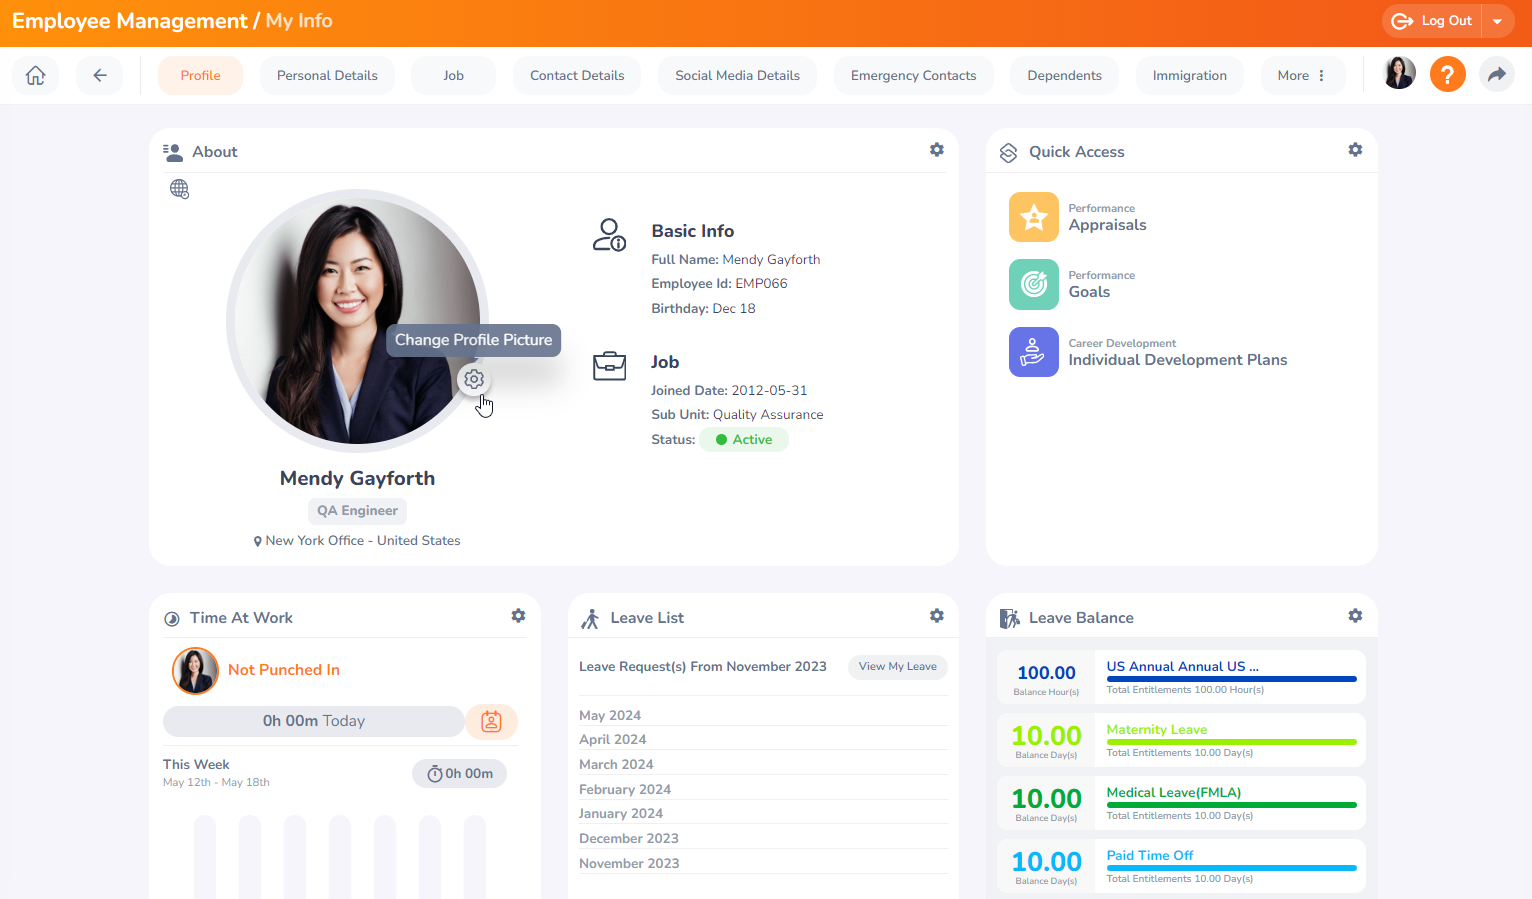 Employee Management / My Info
Log Out
Profile
Personal Details
Job
Contact Details
Social Media Details
Emergency Contacts
Dependents
Immigration
More
?
About
Change Profile Picture
Mendy Gayforth
QA Engineer
New York Office - United States
Basic Info
Full Name: Mendy Gayforth
Employee Id: EMP066
Birthday: Dec 18
Job
Joined Date: 2012-05-31
Sub Unit: Quality Assurance
Status: Active
Quick Access
Performance
Appraisals
Performance
Goals
Career Development
Individual Development Plans
Time At Work
Not Punched In
0h 00m Today
This Week
May 12th - May 18th
0h 00m
Leave List
Leave Request(s) From November 2023
View My Leave
May 2024
April 2024
March 2024
February 2024
January 2024
December 2023
November 2023
Leave Balance
100.00
Balance Hour(s)
US Annual Annual US ...
Total Entitlements 100.00 Hour(s)
10.00
Balance Day(s)
Maternity Leave
Total Entitlements 10.00 Day(s)
10.00
Balance Day(s)
Medical Leave(FMLA)
Total Entitlements 10.00 Day(s)
10.00
Balance Day(s)
Paid Time Off
Total Entitlements 10.00 Day(s)